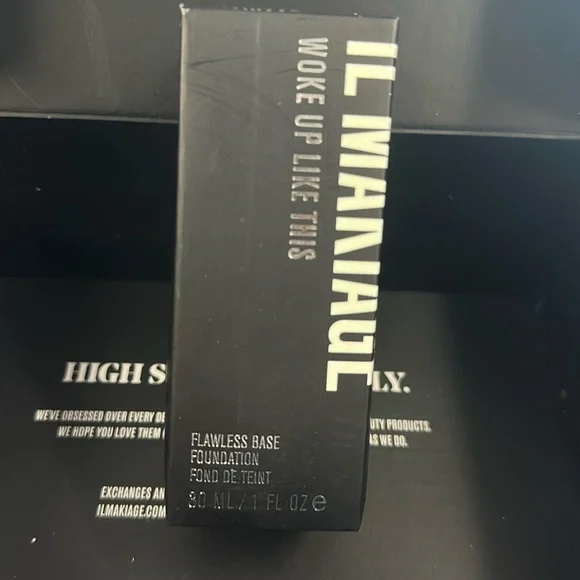 IL MAKIAGE
WOKE UP LIKE THIS
FLAWLESS BASE
FOUNDATION
FOND DE TEINT
30 ML / 1 FL OZ e
HIGH S LY.
WE'VE OBSESSED OVER EVERY DE UTY PRODUCTS.
WE HOPE YOU LOVE THEM AS WE DO.
EXCHANGES AN
ILMAKIAGE.COM